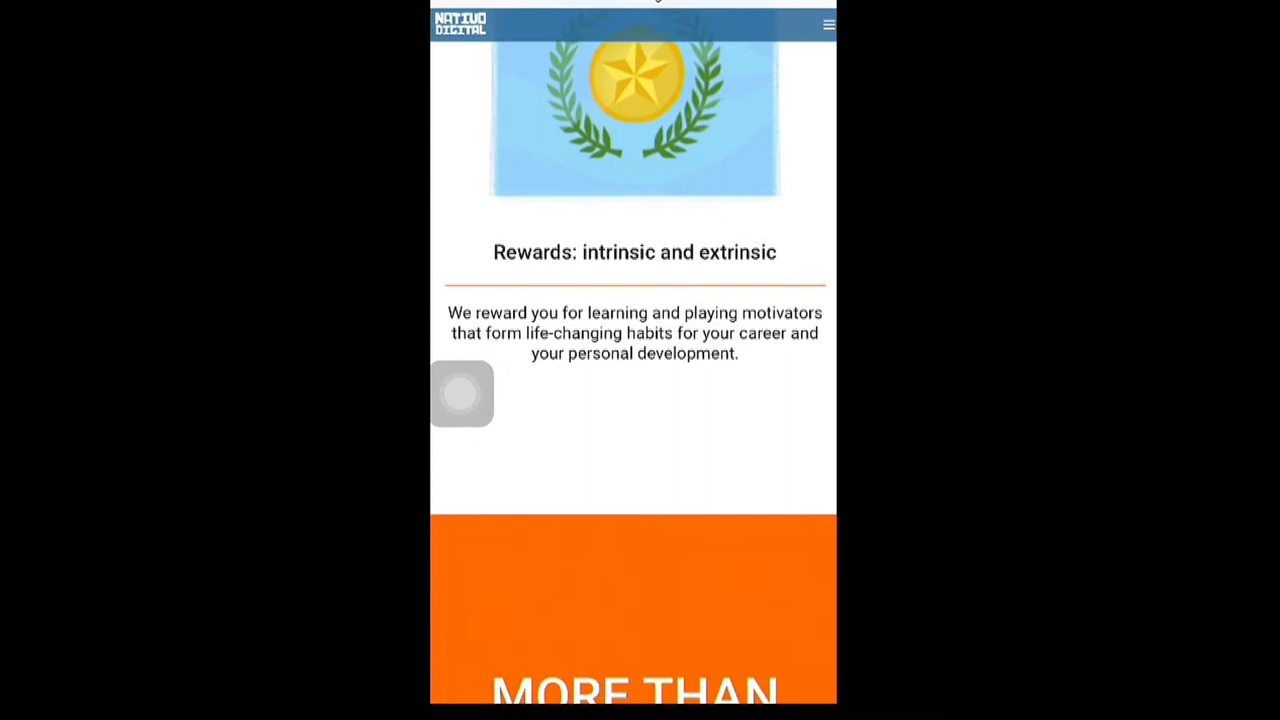 NATIVO
DIGITAL
Rewards: intrinsic and extrinsic
We reward you for learning and playing motivators
that form life-changing habits for your career and
your personal development.
MORE THAN